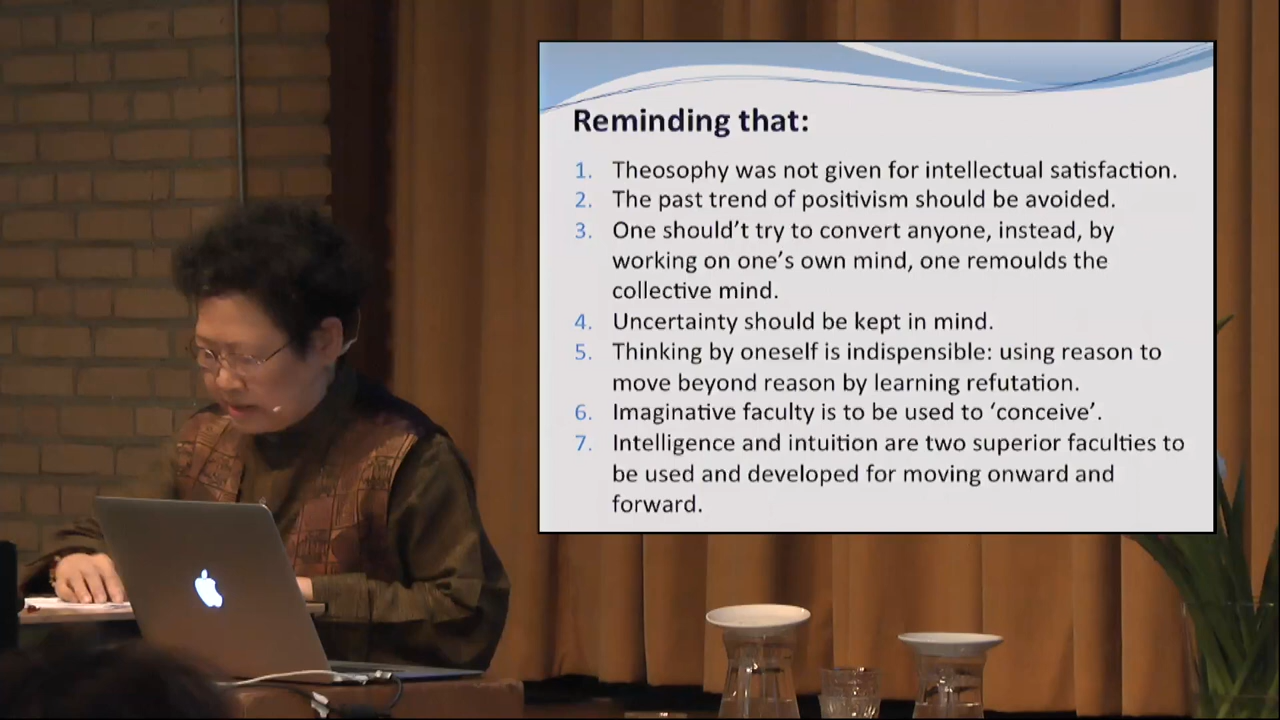 Reminding that:
1. Theosophy was not given for intellectual satisfaction.
2. The past trend of positivism should be avoided.
3. One should't try to convert anyone, instead, by
working on one's own mind, one remoulds the
collective mind.
4. Uncertainty should be kept in mind.
5. Thinking by oneself is indispensible: using reason to
move beyond reason by learning refutation.
6. Imaginative faculty is to be used to 'conceive'.
7. Intelligence and intuition are two superior faculties to
be used and developed for moving onward and
forward.